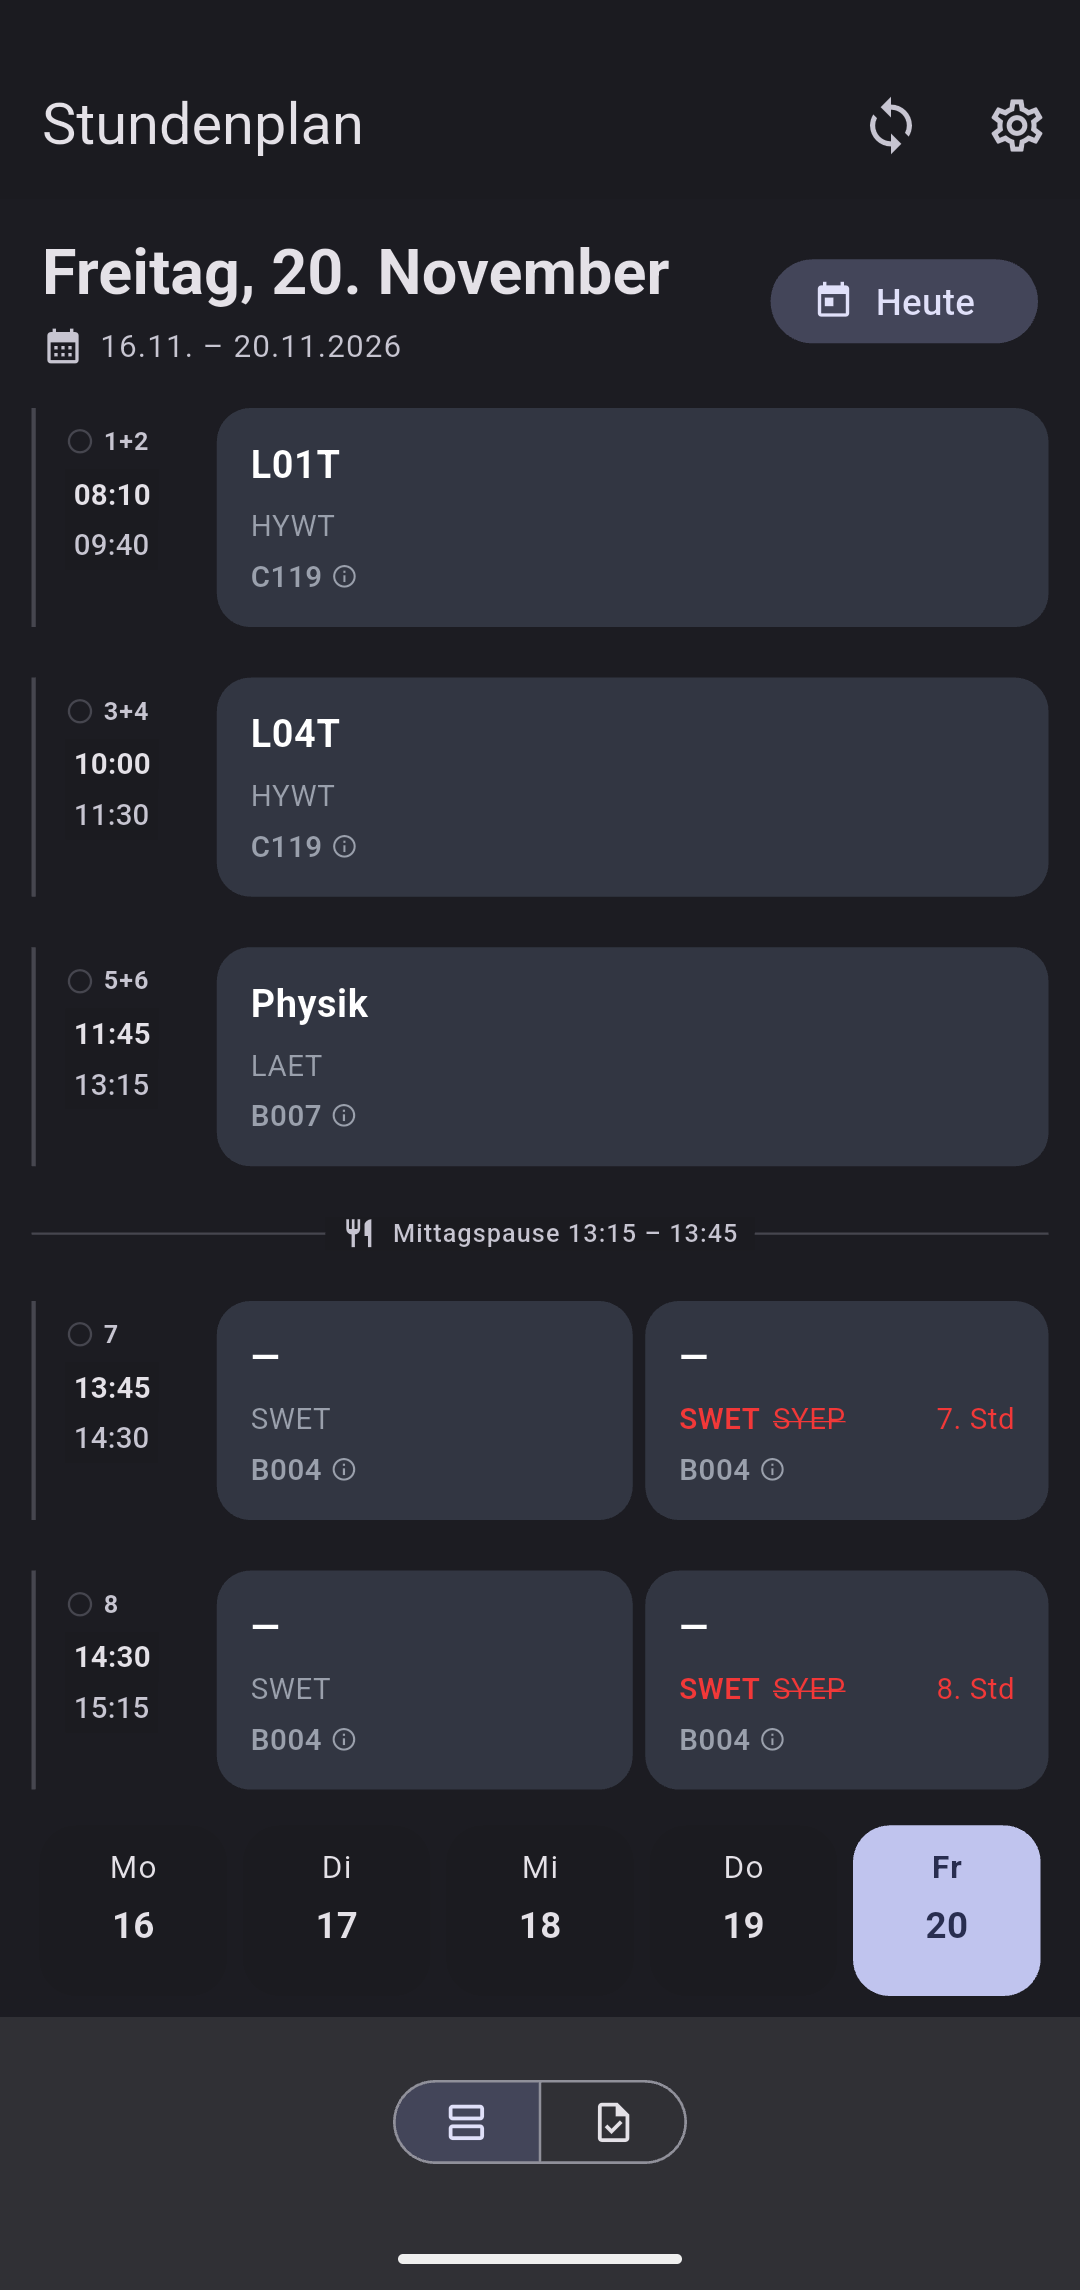 Stundenplan
Freitag, 20. November
Heute
16.11. – 20.11.2026
1+2
08:10
09:40
L01T
HYWT
C119
3+4
10:00
11:30
L04T
HYWT
C119
5+6
11:45
13:15
Physik
LAET
B007
Mittagspause 13:15 – 13:45
7
13:45
14:30
–
SWET
B004
–
SWET SYEP 7. Std
B004
8
14:30
15:15
–
SWET
B004
–
SWET SYEP 8. Std
B004
Mo Di Mi Do Fr
16 17 18 19 20